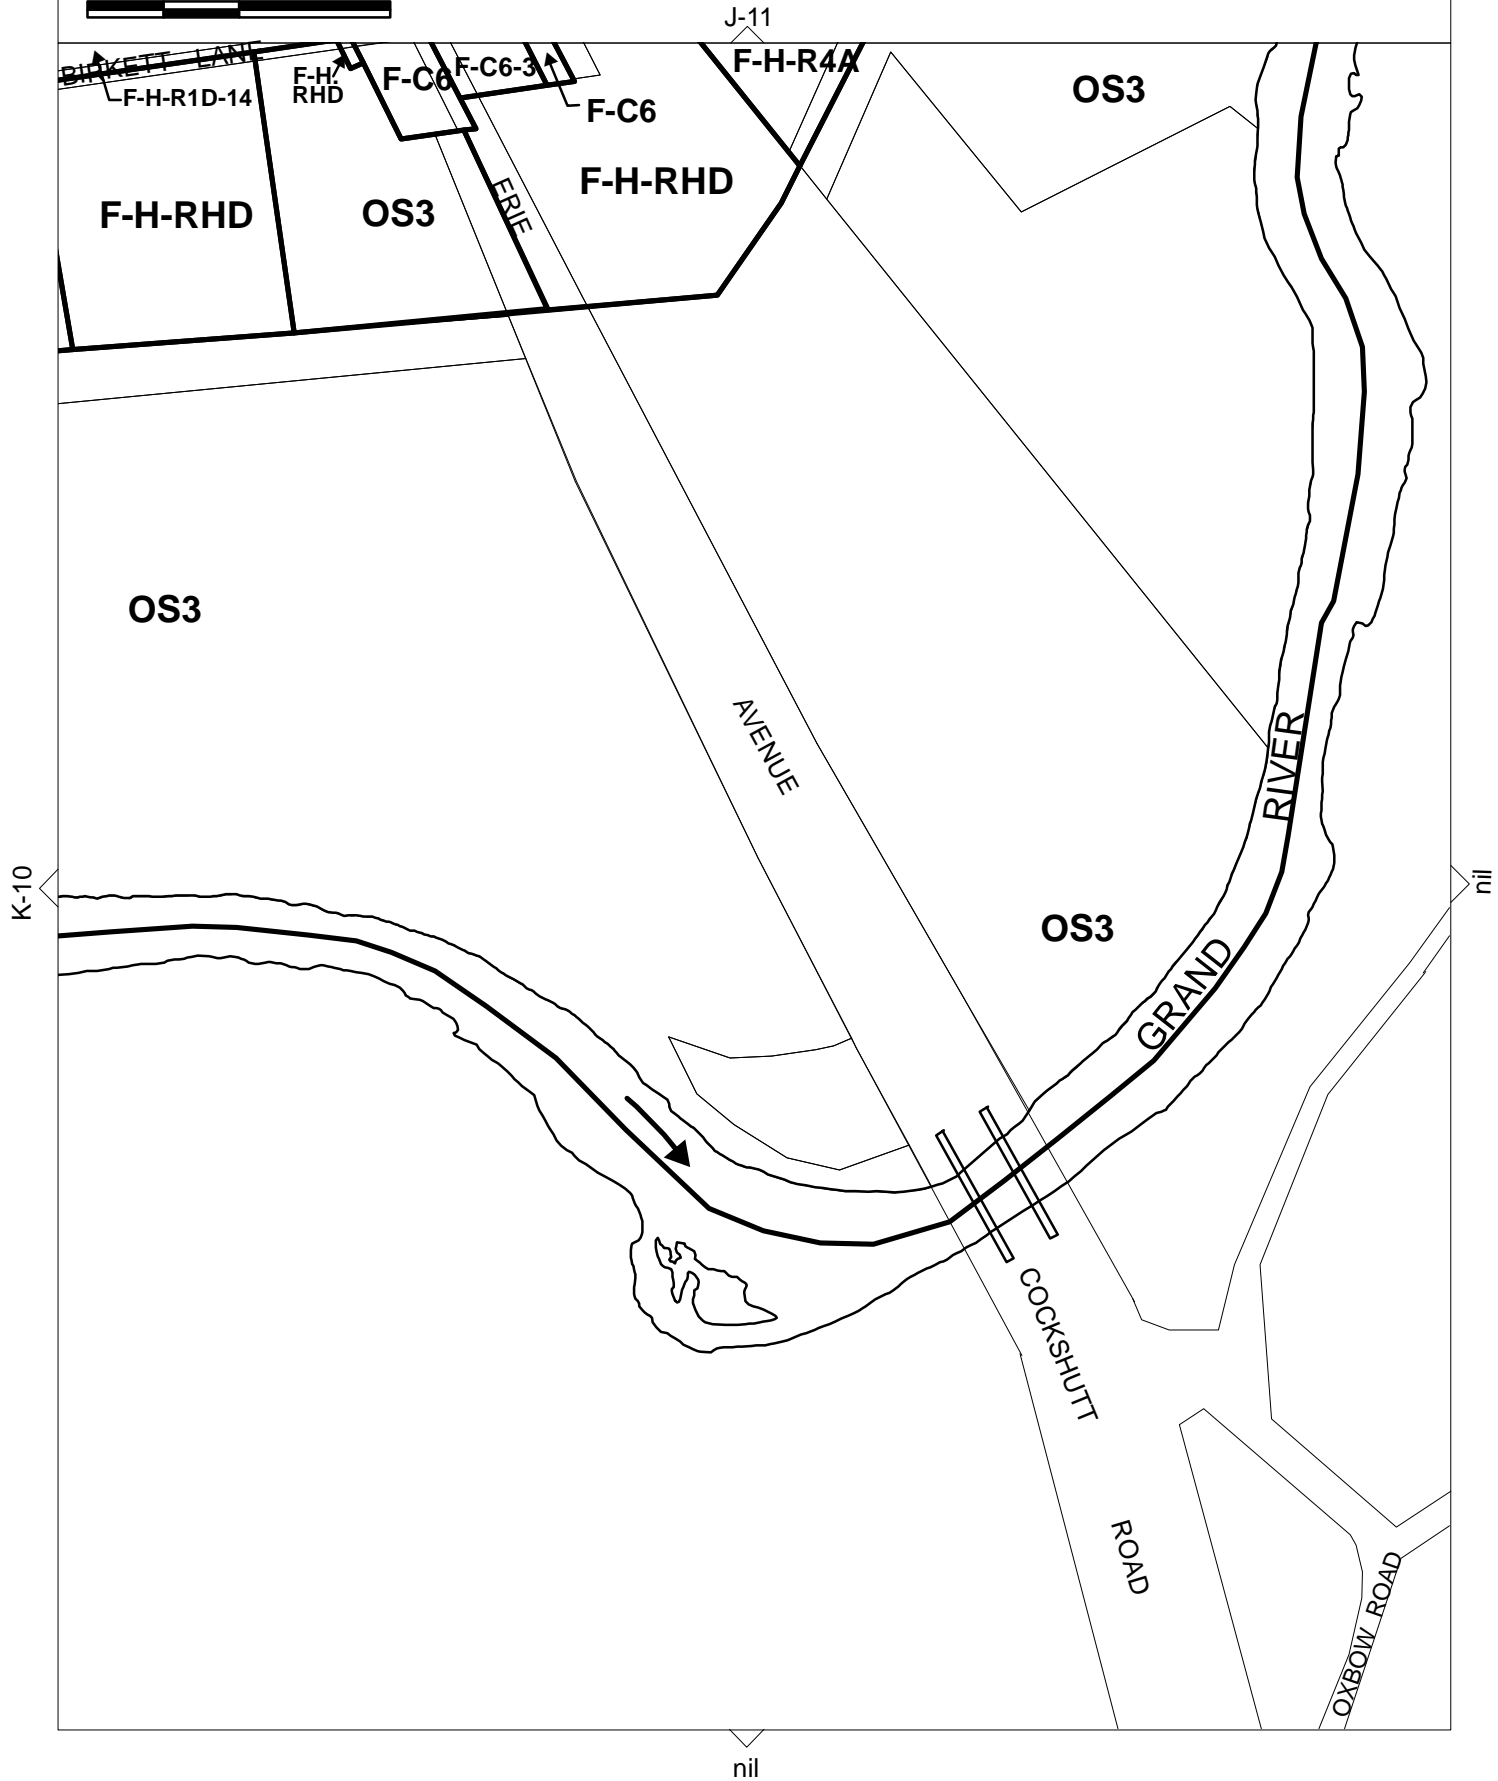 J-11
BIRKETT LANE
F-H-R1D-14
F-H-
RHD
F-C6
F-C6-3
F-C6
F-H-R4A
OS3
F-H-RHD
OS3
ERIE
F-H-RHD
OS3
AVENUE
RIVER
K-10
nil
OS3
GRAND
COCKSHUTT
ROAD
OXBOW ROAD
nil